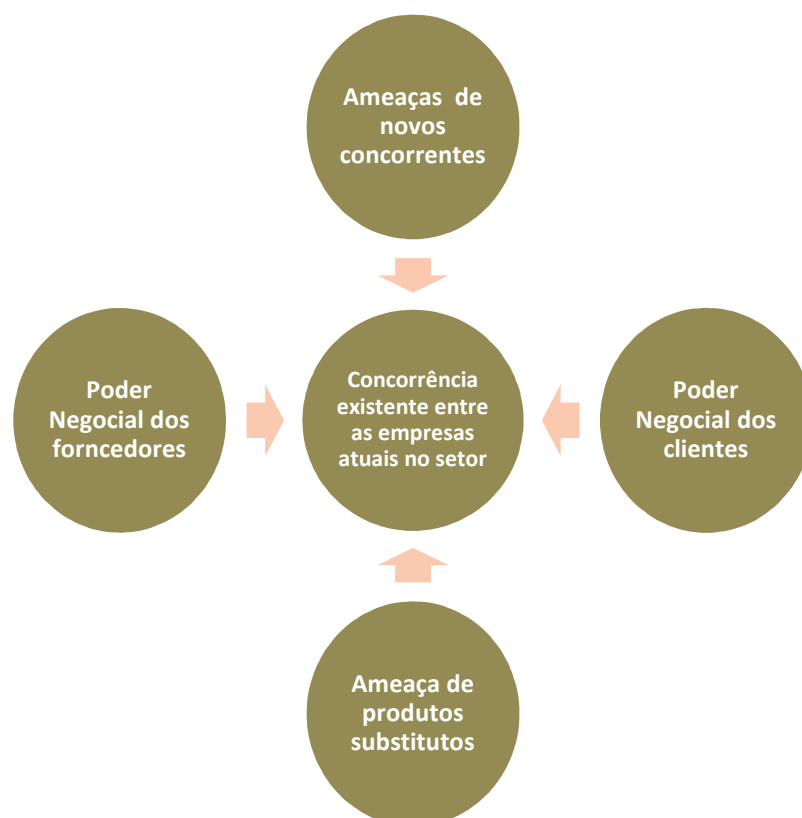 Ameaças de
novos
concorrentes
Poder
Negocial dos
forncedores
Concorrência
existente entre
as empresas
atuais no setor
Poder
Negocial dos
clientes
Ameaça de
produtos
substitutos